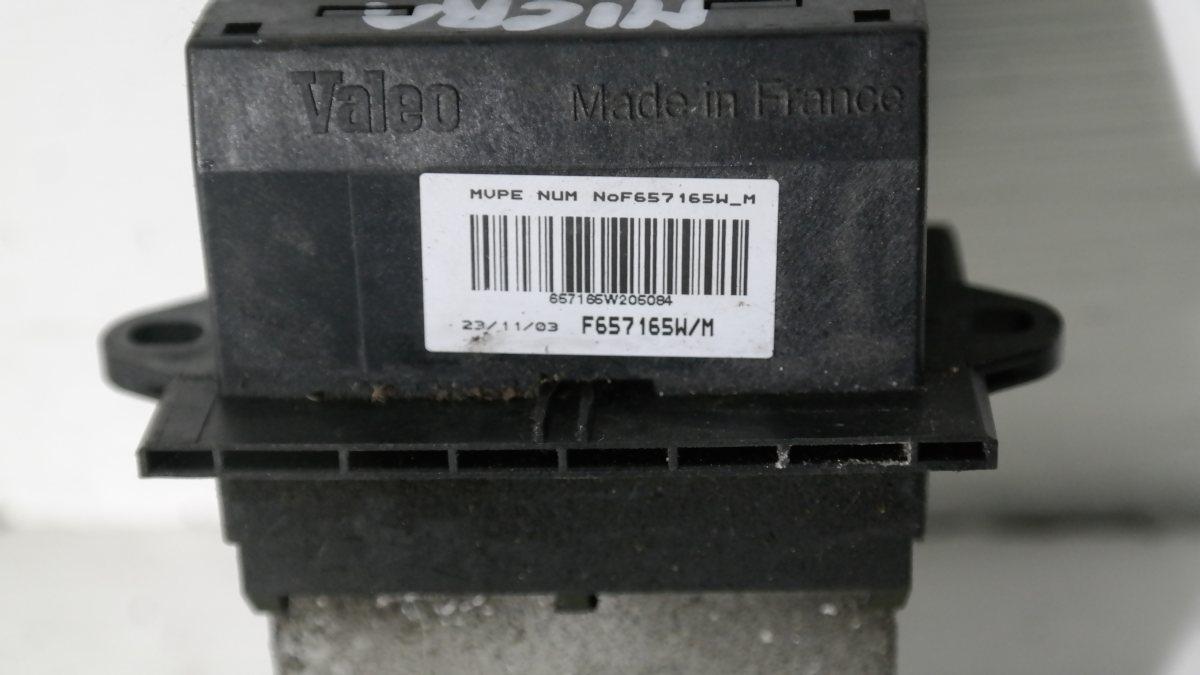 MICRA
Valeo Made in France
MVPE NUM NoF657165W_M
657165W205084
23/11/03 F657165W/M